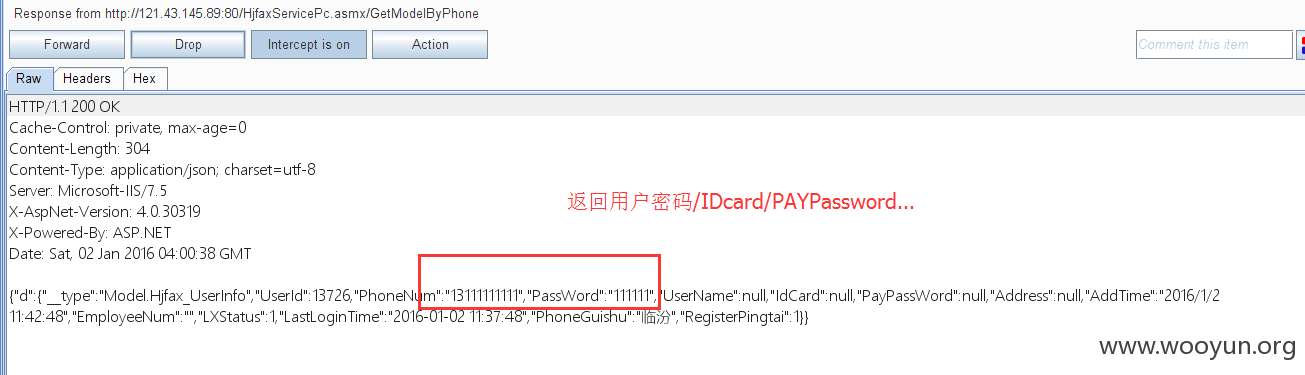 Response from http://121.43.145.89:80/HjfaxServicePc.asmx/GetModelByPhone
Forward Drop Intercept is on Action Comment this item
Raw Headers Hex
HTTP/1.1 200 OK
Cache-Control: private, max-age=0
Content-Length: 304
Content-Type: application/json; charset=utf-8
Server: Microsoft-IIS/7.5
返回用户密码/IDcard/PAYPassword...
X-AspNet-Version: 4.0.30319
X-Powered-By: ASP.NET
Date: Sat, 02 Jan 2016 04:00:38 GMT
{"d":{"__type":"Model.Hjfax_UserInfo","UserId":13726,"PhoneNum":"13111111111","PassWord":"111111","UserName":null,"IdCard":null,"PayPassWord":null,"Address":null,"AddTime":"2016/1/2
11:42:48","EmployeeNum":"","LXStatus":1,"LastLoginTime":"2016-01-02 11:37:48","PhoneGuishu":"临汾","RegisterPingtai":1}}
www.wooyun.org